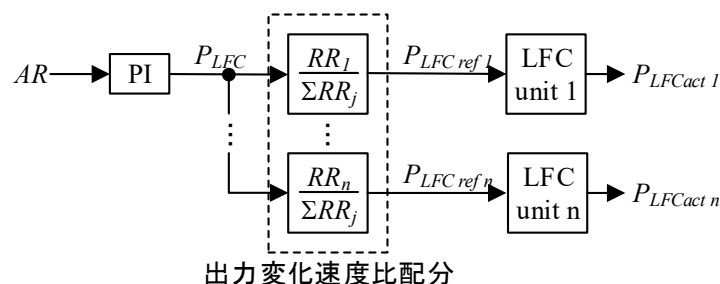 AR
PI
P_LFC
RR_1
ΣRR_j
P_LFC ref 1
LFC
unit 1
P_LFCact 1
RR_n
ΣRR_j
P_LFC ref n
LFC
unit n
P_LFCact n
出力変化速度比配分